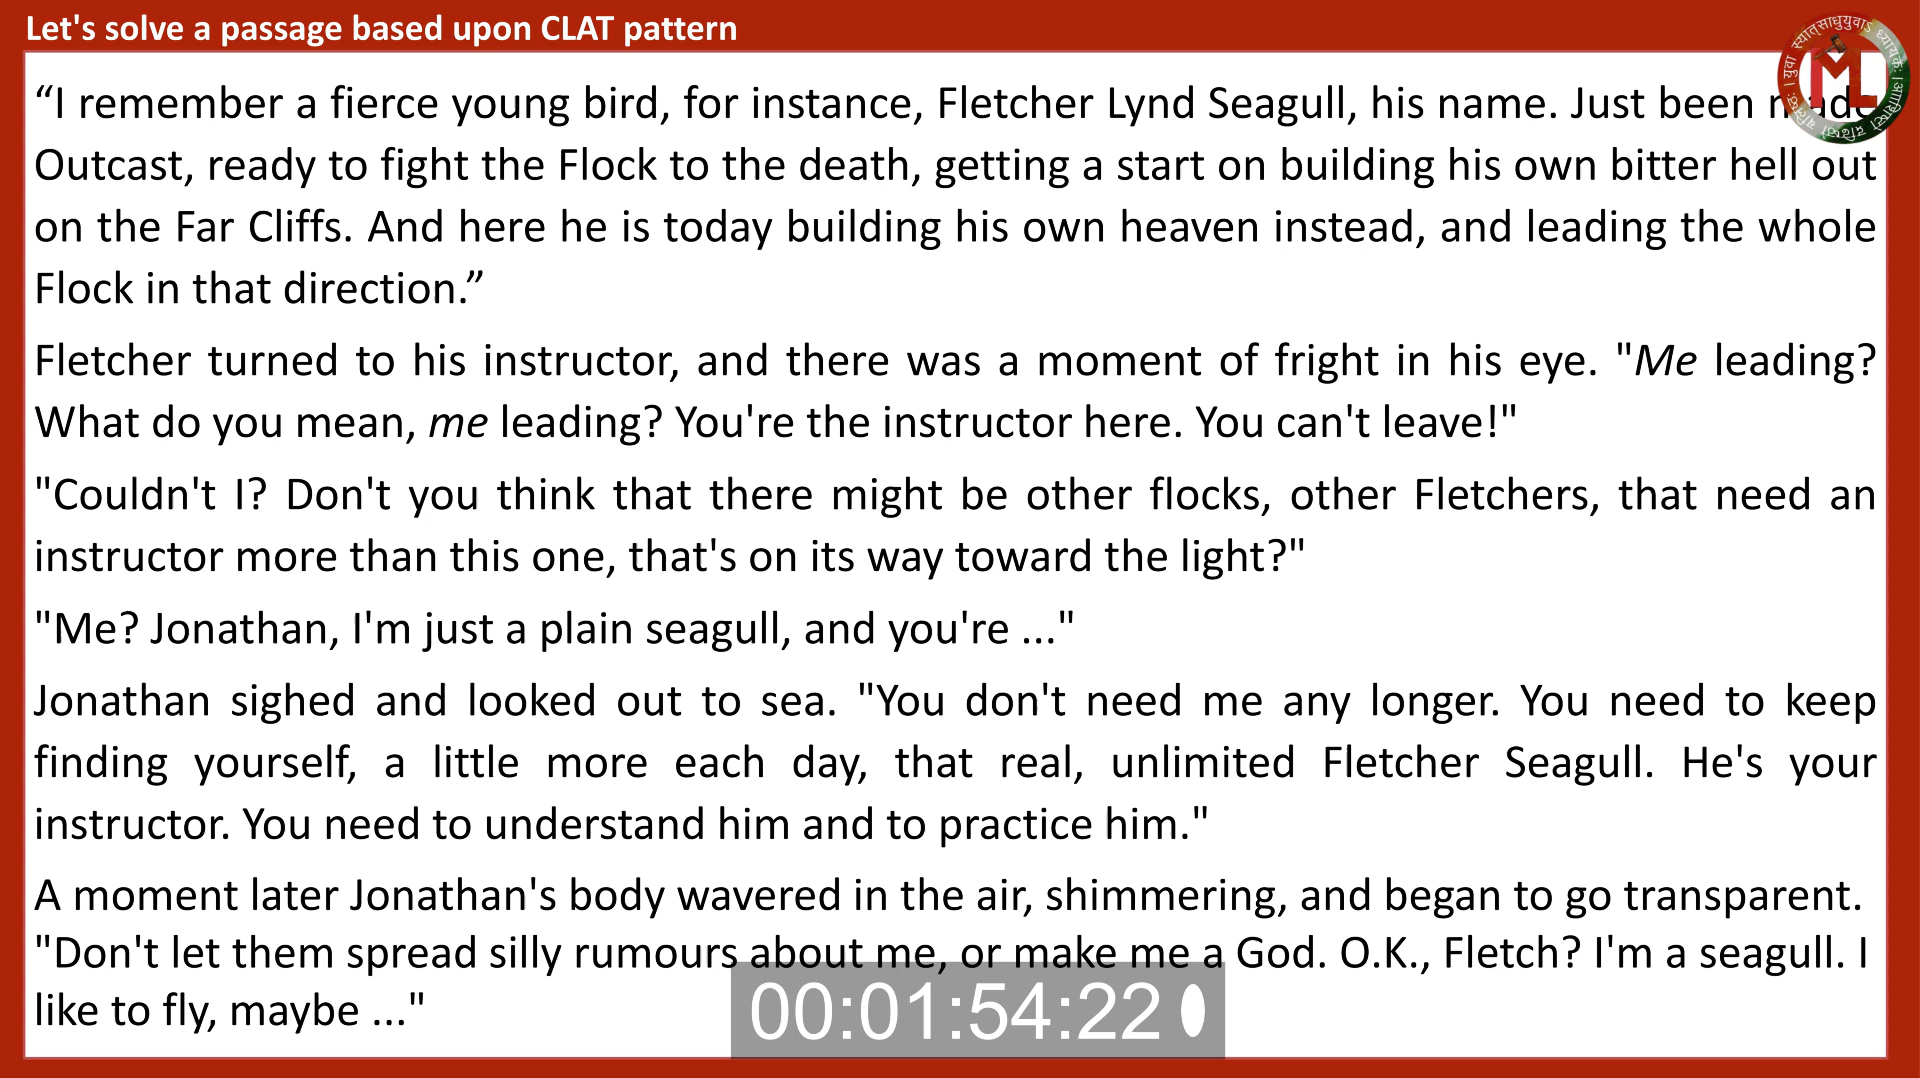 Let's solve a passage based upon CLAT pattern
“I remember a fierce young bird, for instance, Fletcher Lynd Seagull, his name. Just been made
Outcast, ready to fight the Flock to the death, getting a start on building his own bitter hell out
on the Far Cliffs. And here he is today building his own heaven instead, and leading the whole
Flock in that direction.”
Fletcher turned to his instructor, and there was a moment of fright in his eye. "Me leading?
What do you mean, me leading? You're the instructor here. You can't leave!"
"Couldn't I? Don't you think that there might be other flocks, other Fletchers, that need an
instructor more than this one, that's on its way toward the light?"
"Me? Jonathan, I'm just a plain seagull, and you're ..."
Jonathan sighed and looked out to sea. "You don't need me any longer. You need to keep
finding yourself, a little more each day, that real, unlimited Fletcher Seagull. He's your
instructor. You need to understand him and to practice him."
A moment later Jonathan's body wavered in the air, shimmering, and began to go transparent.
"Don't let them spread silly rumours about me, or make me a God. O.K., Fletch? I'm a seagull. I
like to fly, maybe ..."
00:01:54:22